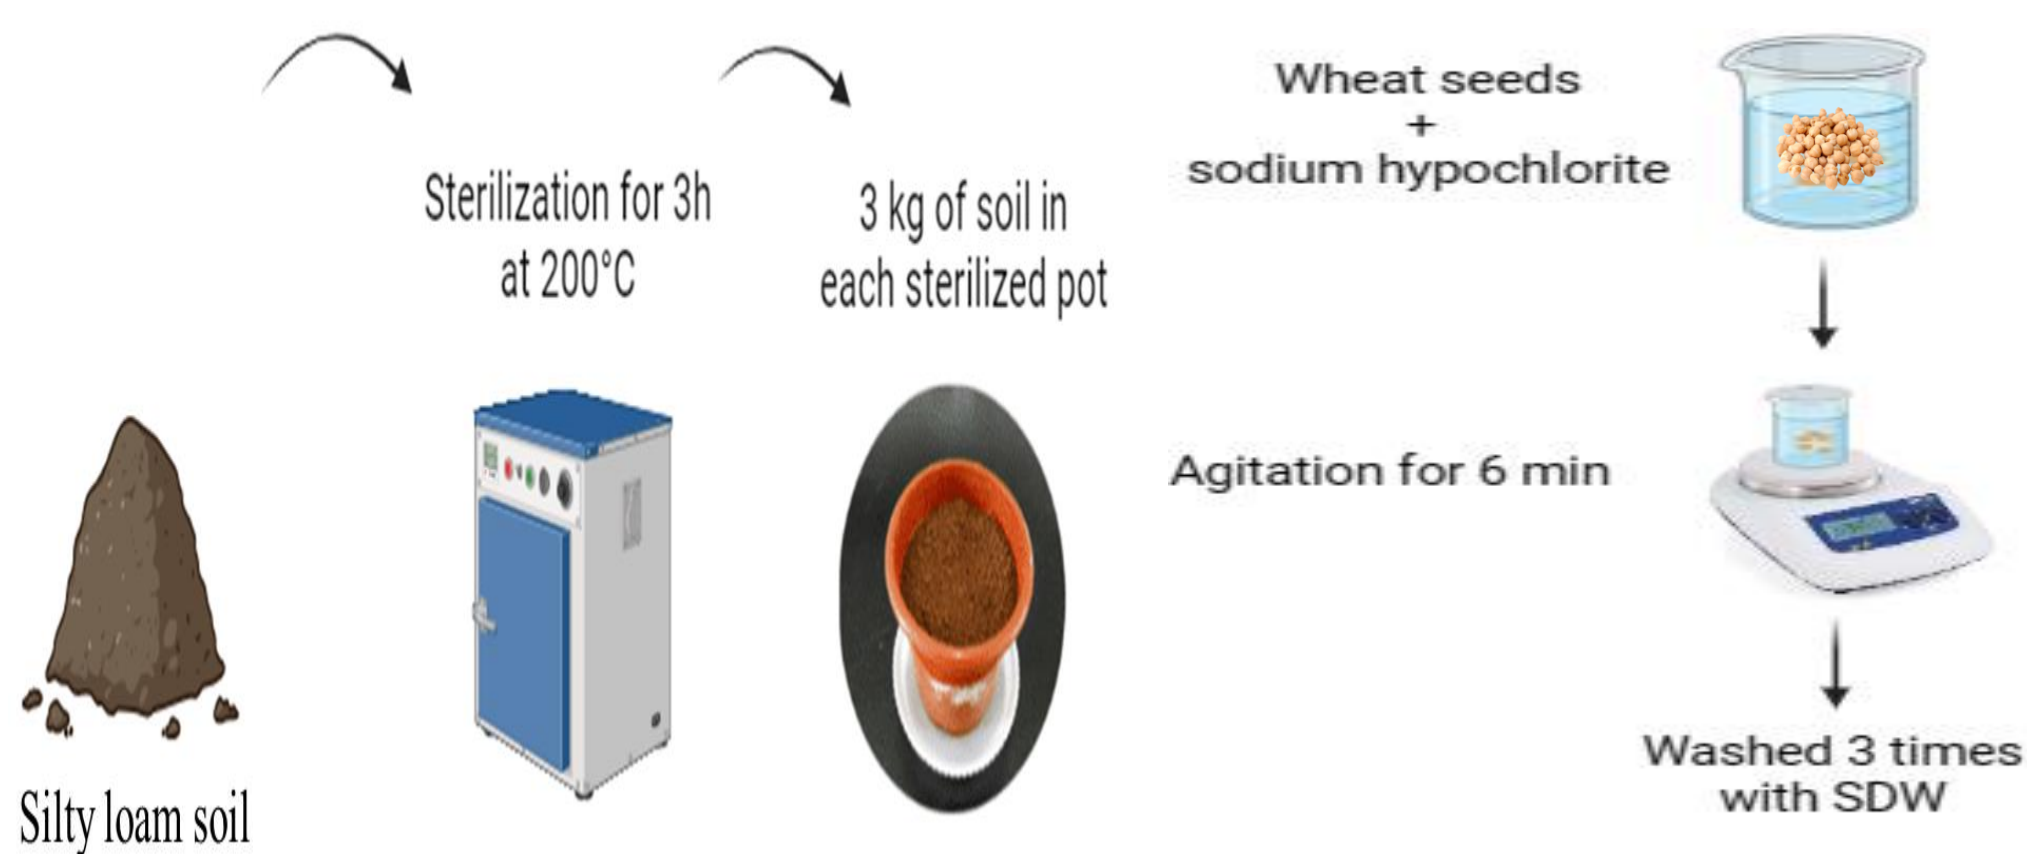 Silty loam soil
Sterilization for 3h
at 200°C
3 kg of soil in
each sterilized pot
Wheat seeds
+
sodium hypochlorite
Agitation for 6 min
Washed 3 times
with SDW